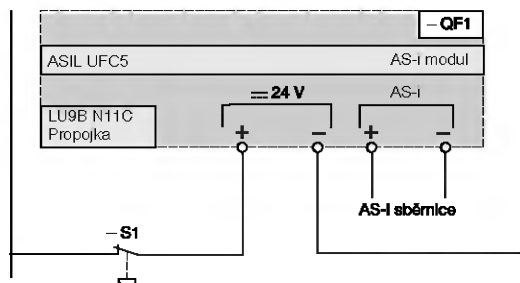 – QF1
ASIL UFC5 AS-i modul
24 V AS-i
LU9B N11C
Propojka
+ – + –
AS-i sběrnice
– S1